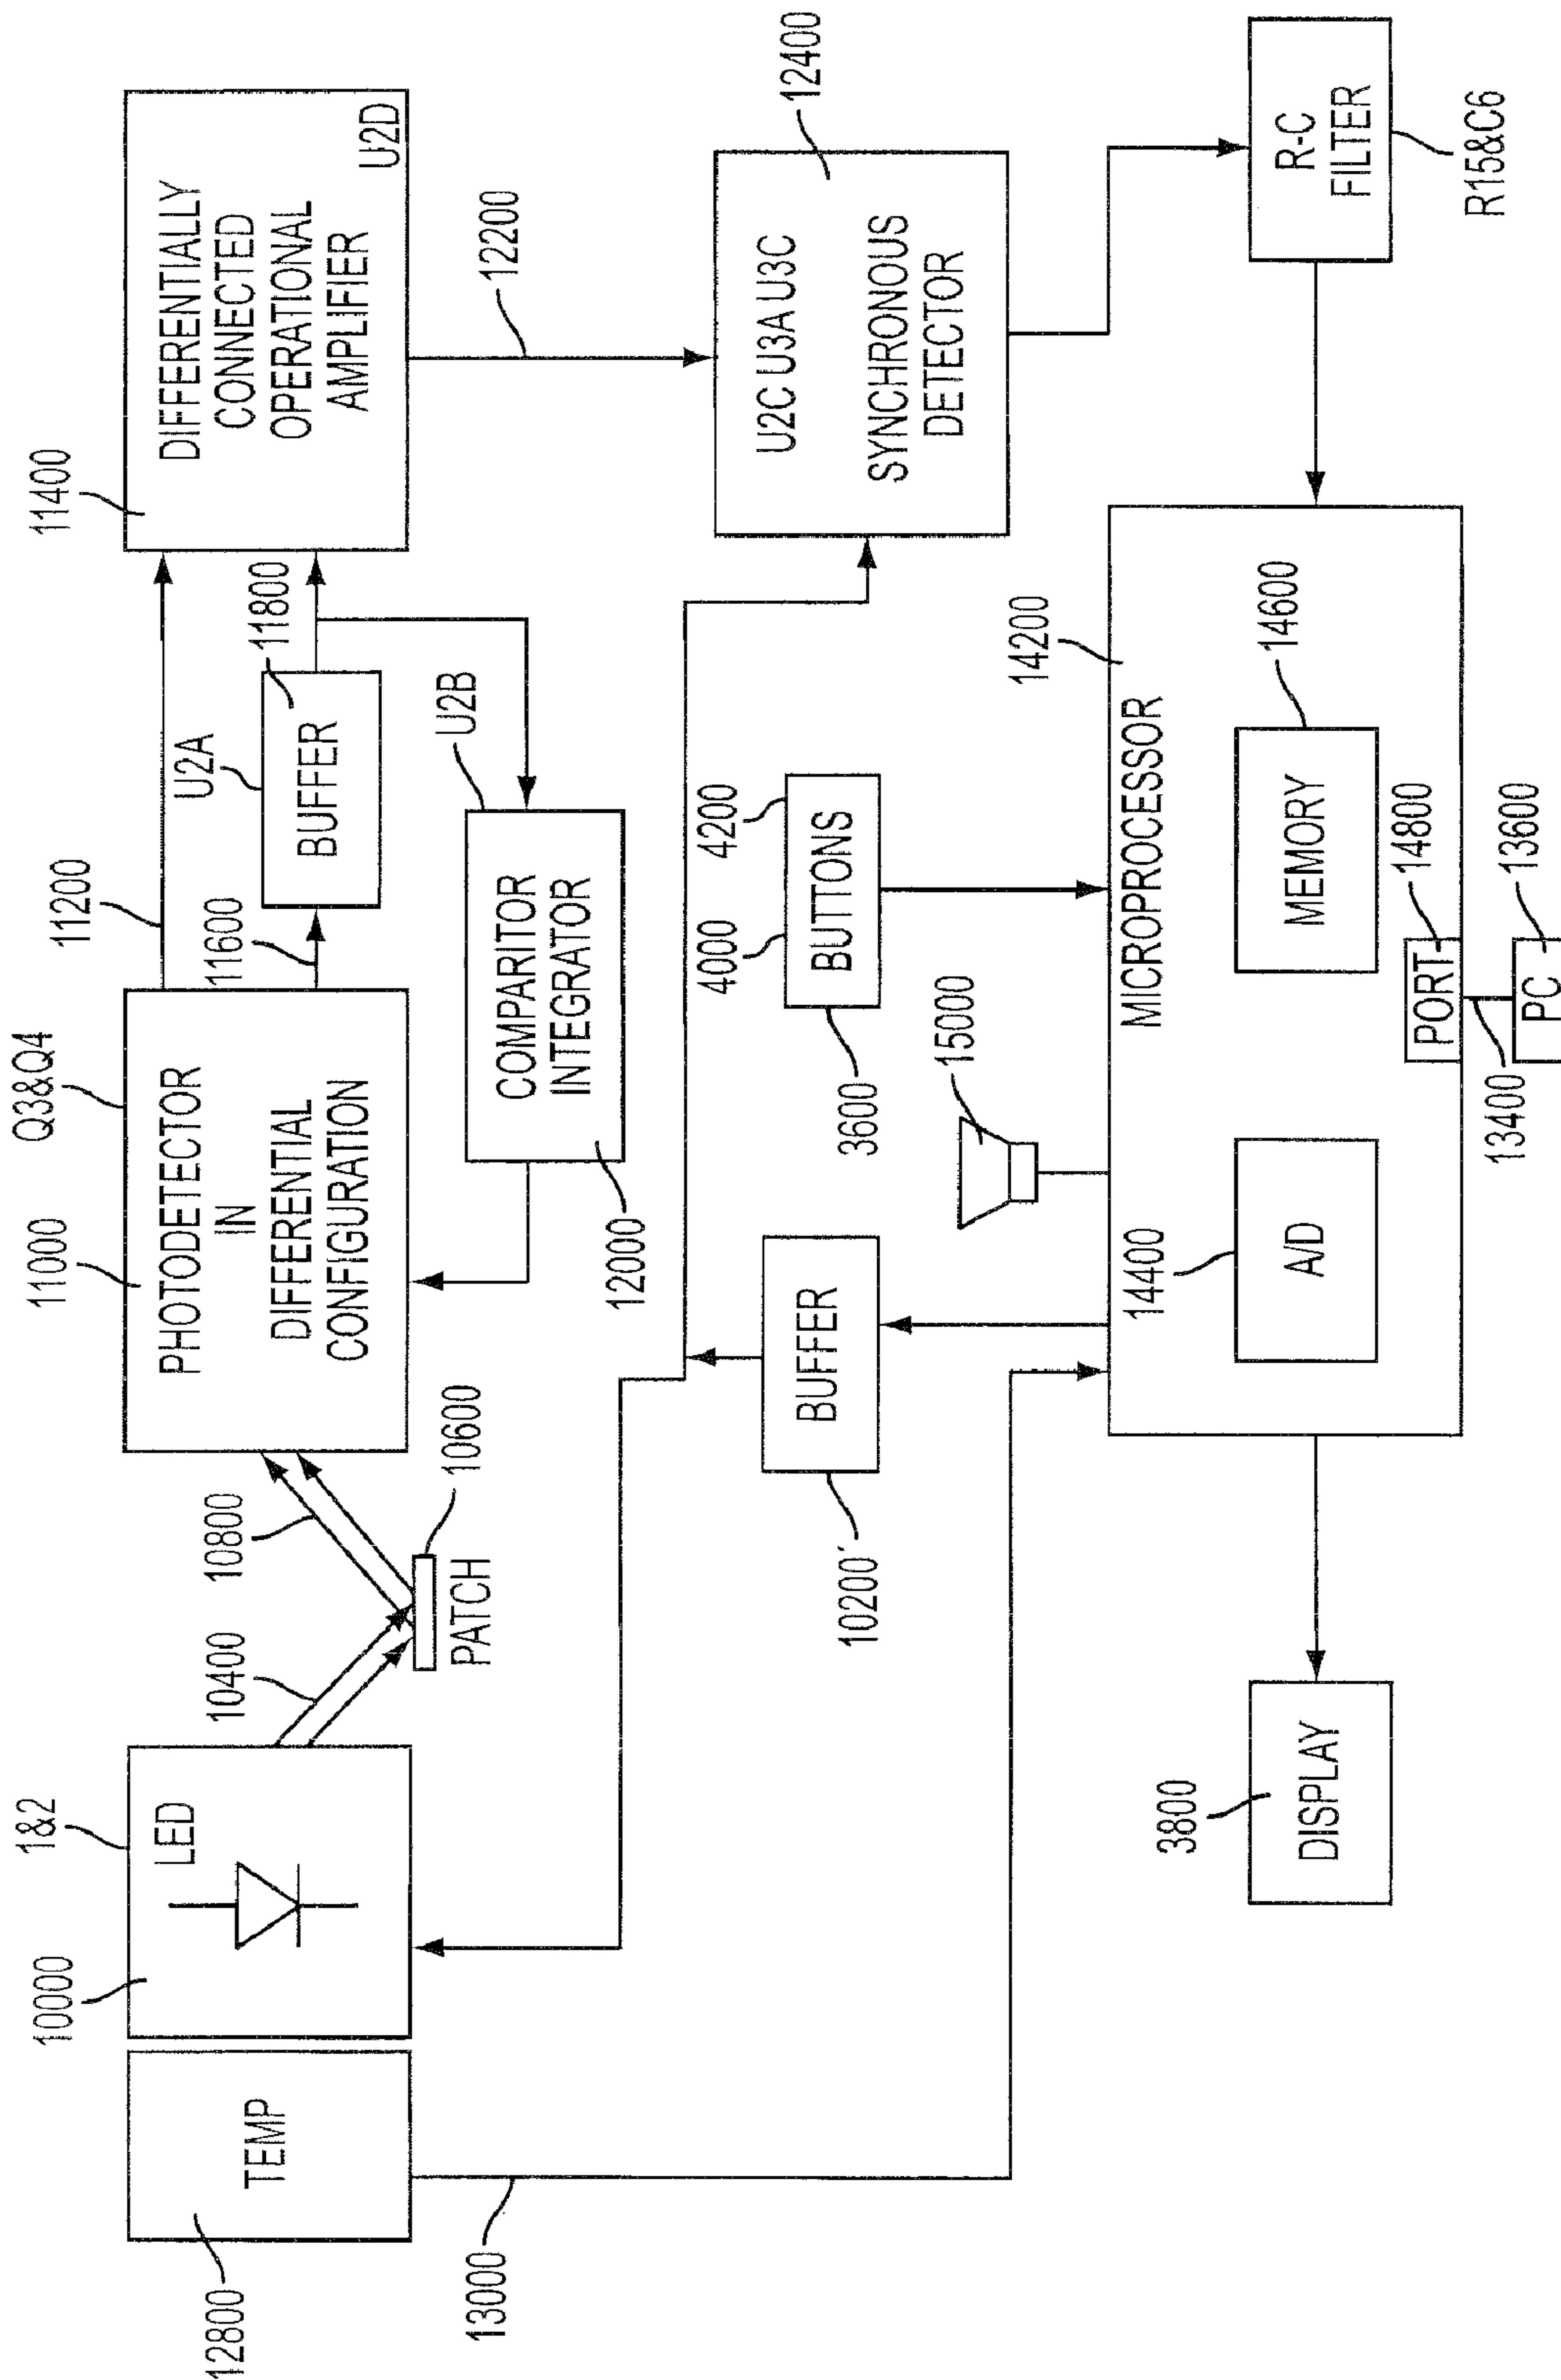 12800
TEMP
13000
10000
1&2
LED
10400
10800
10600
PATCH
11000
Q3&Q4
PHOTODETECTOR
IN
DIFFERENTIAL
CONFIGURATION
11200
11600
U2A
BUFFER
11800
U2B
COMPARITOR
INTEGRATOR
12000
11400
DIFFERENTIALLY
CONNECTED
OPERATIONAL
AMPLIFIER
U2D
12200
U2C U3A U3C
SYNCHRONOUS
DETECTOR
12400
BUFFER
10200´
15000
4000
4200
BUTTONS
3600
R-C
FILTER
R15&C6
14200
MICROPROCESSOR
14400
A/D
14600
MEMORY
PORT
14800
13400
PC
13600
3800
DISPLAY